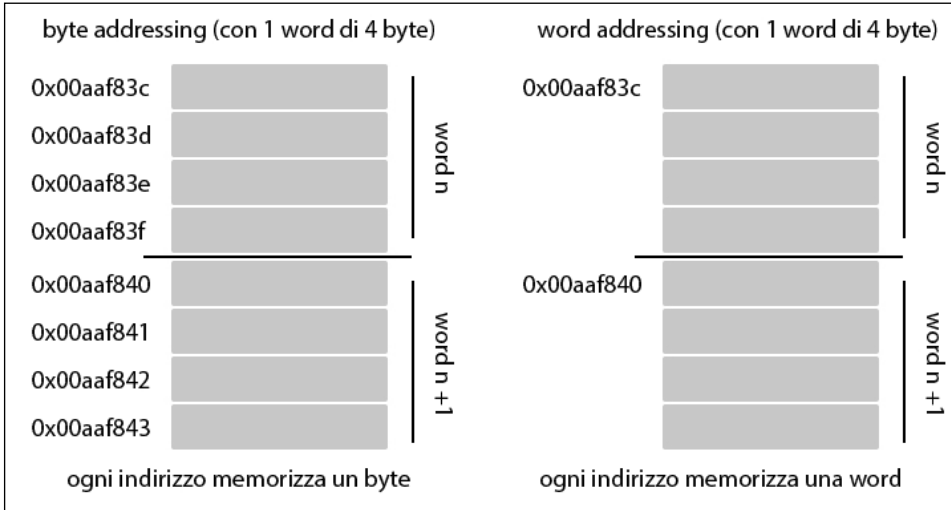 byte addressing (con 1 word di 4 byte)
0x00aaf83c
0x00aaf83d
0x00aaf83e
0x00aaf83f
word n
0x00aaf840
0x00aaf841
0x00aaf842
0x00aaf843
word n +1
ogni indirizzo memorizza un byte
word addressing (con 1 word di 4 byte)
0x00aaf83c
word n
0x00aaf840
word n +1
ogni indirizzo memorizza una word